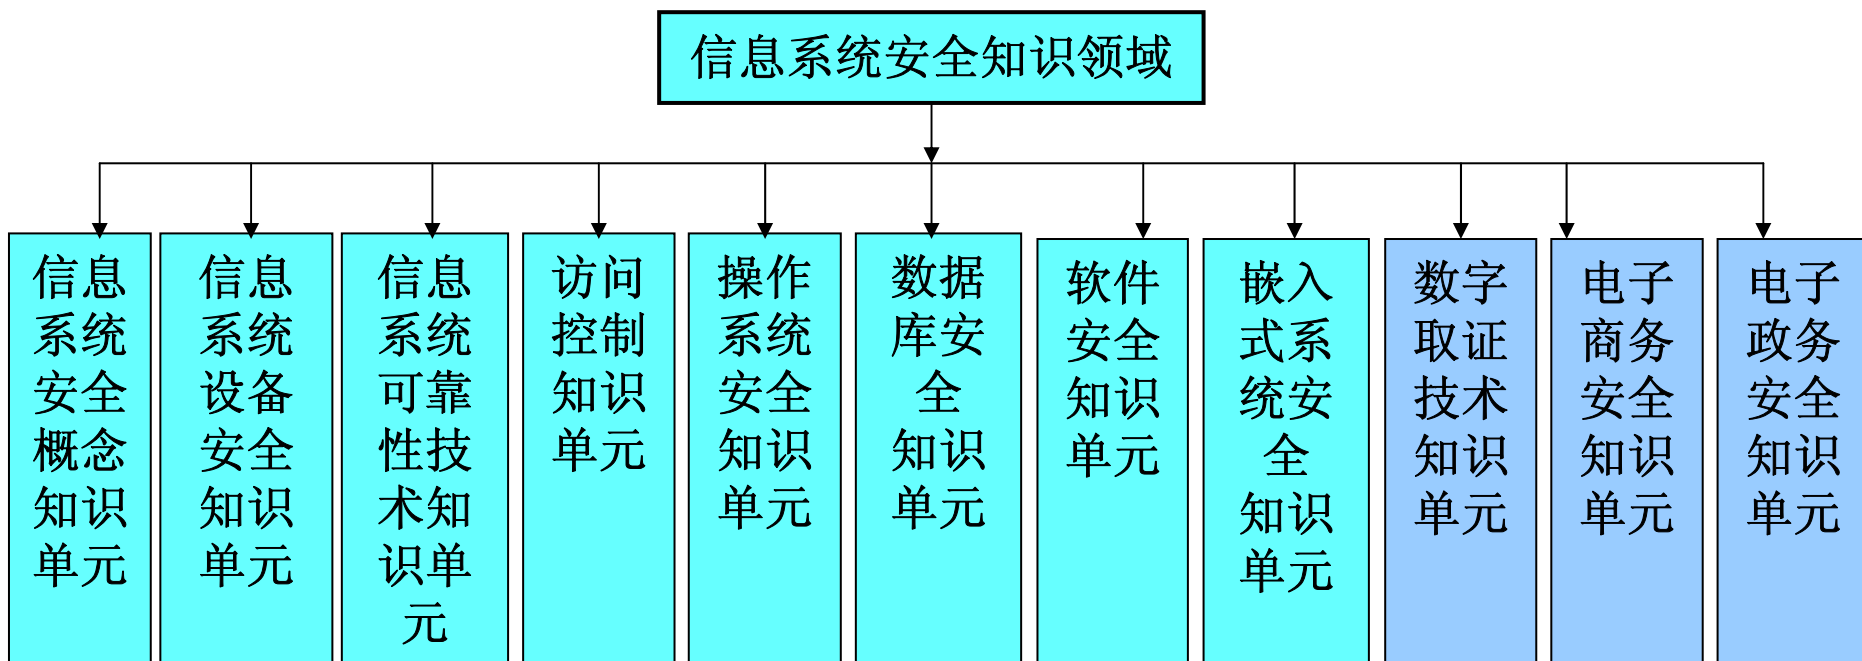 信息系统安全知识领域
信息
系统
安全
概念
知识
单元
信息
系统
设备
安全
知识
单元
信息
系统
可靠
性技
术知
识单
元
访问
控制
知识
单元
操作
系统
安全
知识
单元
数据
库安
全
知识
单元
软件
安全
知识
单元
嵌入
式系
统安
全
知识
单元
数字
取证
技术
知识
单元
电子
商务
安全
知识
单元
电子
政务
安全
知识
单元